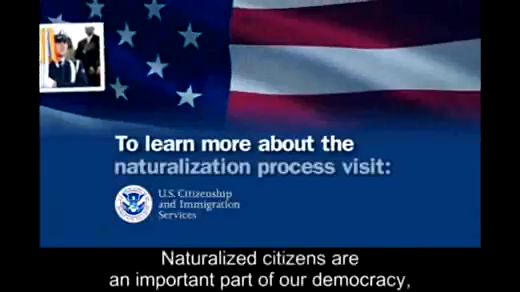 To learn more about the
naturalization process visit:
U.S. Citizenship
and Immigration
Services
Naturalized citizens are
an important part of our democracy,